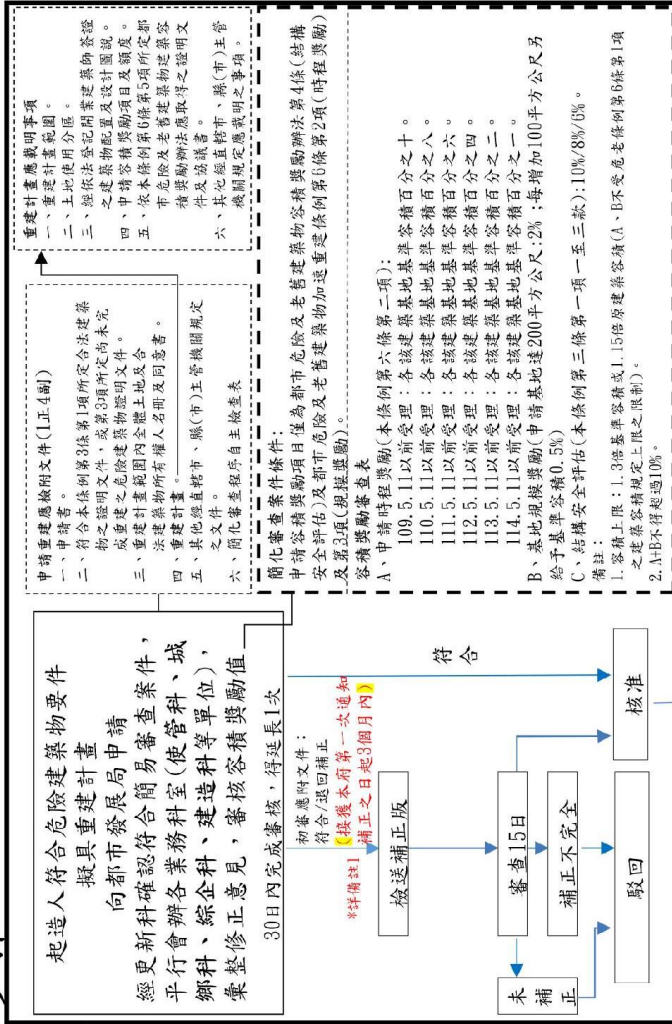 起造人符合危險建築物要件
擬具重建計畫
向都市發展局申請
經更新科確認符合簡易審查案件，
平行會辦各業務科室(使管科、城
鄉科、綜企科、建造科等單位)，
彙整修正意見，審核容積獎勵值
30日內完成審核，得延長1次
申請重建應檢附文件(1正4副)
一、申請書。
二、符合本條例第3條第1項所定合法建築
物之證明文件，或第3項所定尚未完
成重建之危險建築物證明文件。
三、重建計畫範圍內全體土地及合
法建築物所有權人名冊及同意書。
四、重建計畫。
五、其他經直轄市、縣(市)主管機關規定
之文件。
六、簡化審查程序自主檢查表
重建計畫應載明事項
一、重建計畫範圍。
二、土地使用分區。
三、經依法登記開業建築師簽證
之建築物配置及設計圖說。
四、申請容積獎勵項目及額度。
五、依本條例第6條第5項所定都
市危險及老舊建築物建築容
積獎勵辦法應取得之證明文
件及協議書。
六、其他經直轄市、縣(市)主管
機關規定應載明之事項。
簡化審查案件條件:
申請容積獎勵項目僅為都市危險及老舊建築物容積獎勵辦法第4條(結構
安全評估)及都市危險及老舊建築物加速重建條例第6條第2項(時程獎勵)
及第3項(規模獎勵)。
容積獎勵審查表
A、申請時程獎勵(本條例第六條第二項):
109.5.11以前受理：各該建築基地基準容積百分之十。
110.5.11以前受理：各該建築基地基準容積百分之八。
111.5.11以前受理：各該建築基地基準容積百分之六。
112.5.11以前受理：各該建築基地基準容積百分之四。
113.5.11以前受理：各該建築基地基準容積百分之二。
114.5.11以前受理：各該建築基地基準容積百分之一。
B、基地規模獎勵(申請基地達200平方公尺:2%；每增加100平方公尺另
給予基準容積0.5%)
C、結構安全評估(本條例第三條第一項一至三款):10%/8%/6%。
備註:
1.容積上限：1.3倍基準容積或1.15倍原建築容積(A、B不受危老條例第6條第1項
之建築容積規定上限之限制)。
2.A+B不得超過10%。
初審應附文件:
符合/退回補正
(接獲本府第一次通知
補正之日起3個月內)
*詳備註1
符合
檢送補正版
審查15日
未補正
補正不完全
駁回
核准